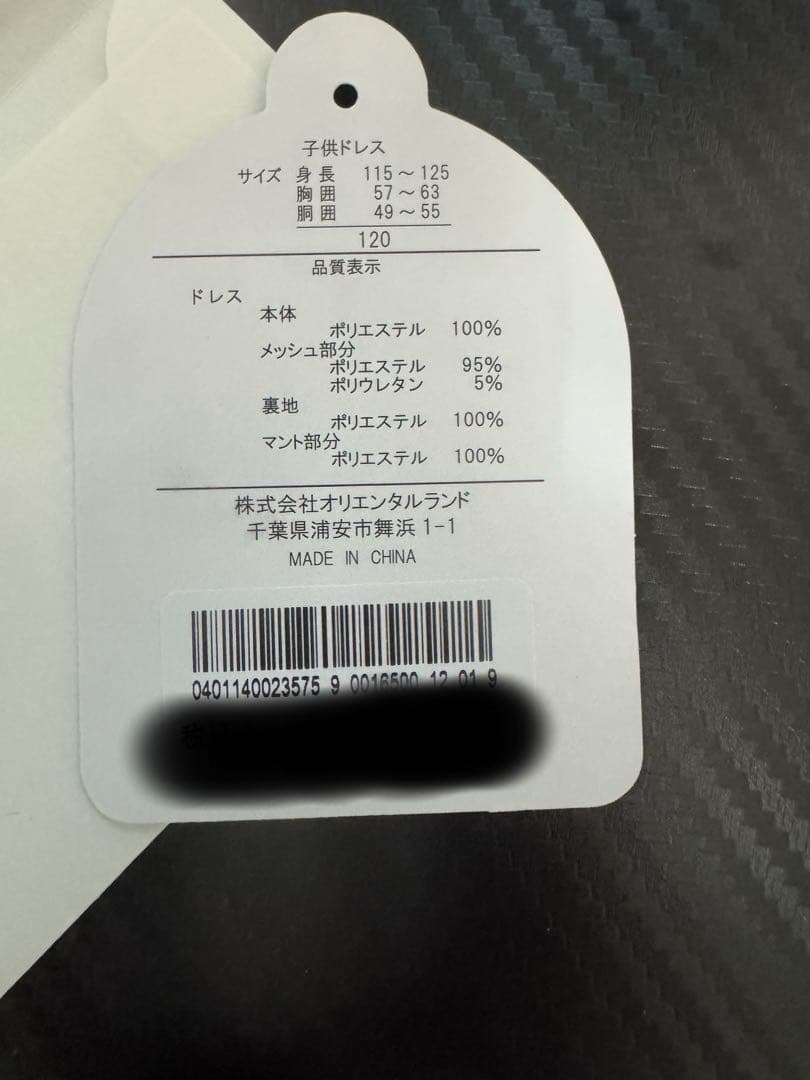 子供ドレス
サイズ 身長 115～125
胸囲 57～63
胴囲 49～55
120
品質表示
ドレス
本体
ポリエステル 100%
メッシュ部分
ポリエステル 95%
ポリウレタン 5%
裏地
ポリエステル 100%
マント部分
ポリエステル 100%
株式会社オリエンタルランド
千葉県浦安市舞浜1-1
MADE IN CHINA
0401140023575 9 0016500 12 01 9